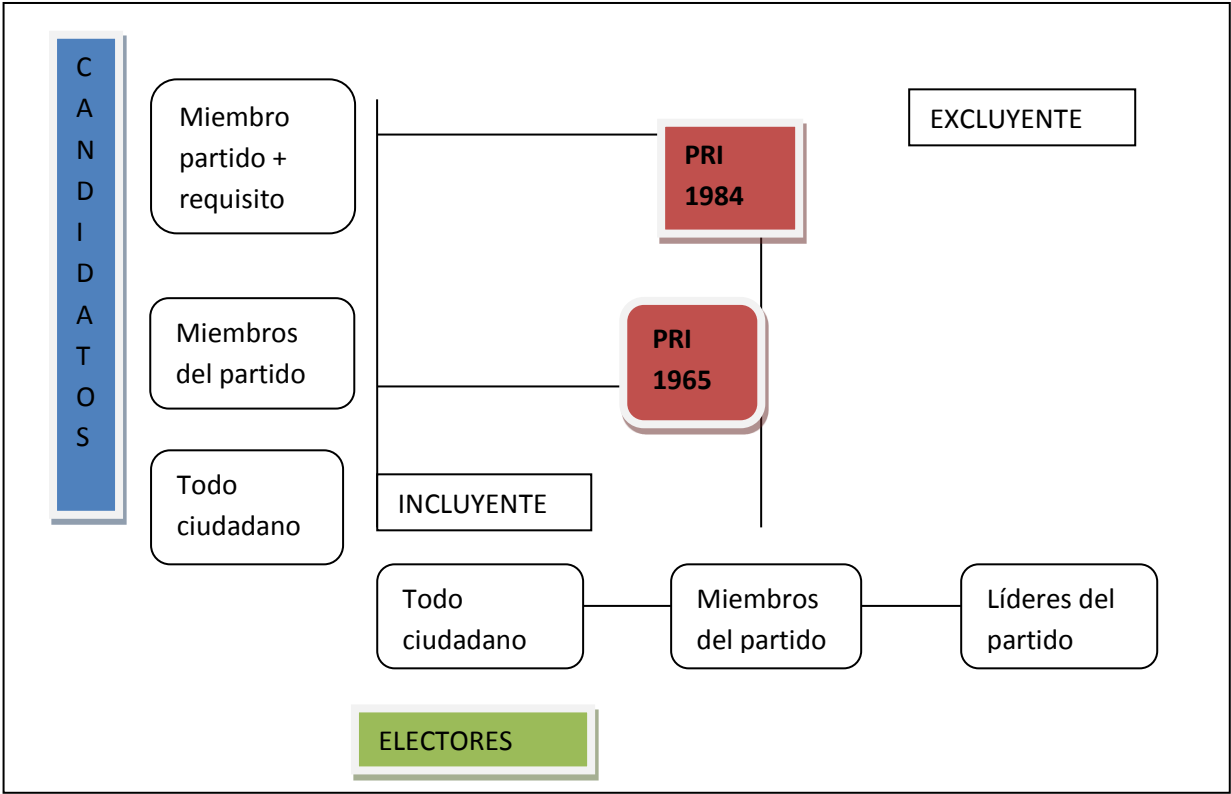 C
A
N
D
I
D
A
T
O
S
Miembro
partido +
requisito
EXCLUYENTE
PRI
1984
Miembros
del partido
PRI
1965
Todo
ciudadano
INCLUYENTE
Todo
ciudadano
Miembros
del partido
Líderes del
partido
ELECTORES